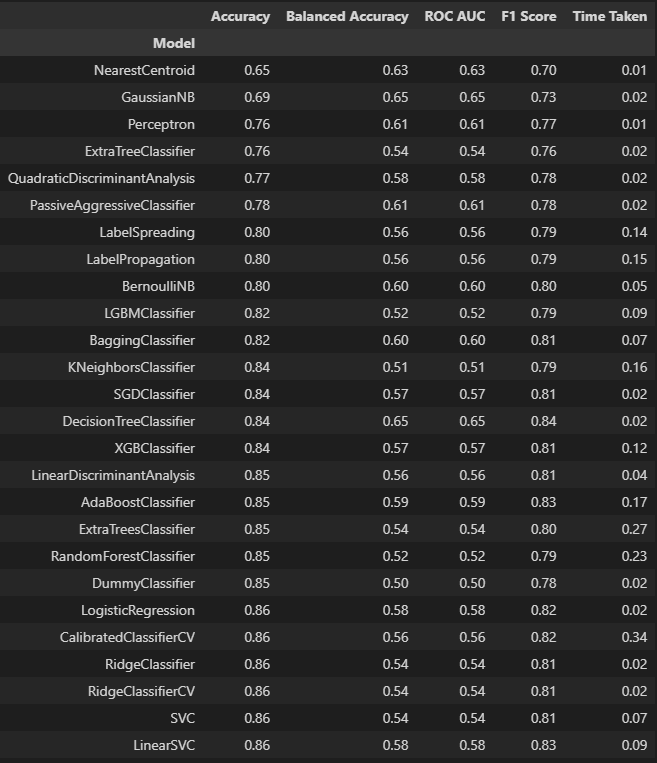 Accuracy Balanced Accuracy ROC AUC F1 Score Time Taken
Model
NearestCentroid 0.65 0.63 0.63 0.70 0.01
GaussianNB 0.69 0.65 0.65 0.73 0.02
Perceptron 0.76 0.61 0.61 0.77 0.01
ExtraTreeClassifier 0.76 0.54 0.54 0.76 0.02
QuadraticDiscriminantAnalysis 0.77 0.58 0.58 0.78 0.02
PassiveAggressiveClassifier 0.78 0.61 0.61 0.78 0.02
LabelSpreading 0.80 0.56 0.56 0.79 0.14
LabelPropagation 0.80 0.56 0.56 0.79 0.15
BernoulliNB 0.80 0.60 0.60 0.80 0.05
LGBMClassifier 0.82 0.52 0.52 0.79 0.09
BaggingClassifier 0.82 0.60 0.60 0.81 0.07
KNeighborsClassifier 0.84 0.51 0.51 0.79 0.16
SGDClassifier 0.84 0.57 0.57 0.81 0.02
DecisionTreeClassifier 0.84 0.65 0.65 0.84 0.02
XGBClassifier 0.84 0.57 0.57 0.81 0.12
LinearDiscriminantAnalysis 0.85 0.56 0.56 0.81 0.04
AdaBoostClassifier 0.85 0.59 0.59 0.83 0.17
ExtraTreesClassifier 0.85 0.54 0.54 0.80 0.27
RandomForestClassifier 0.85 0.52 0.52 0.79 0.23
DummyClassifier 0.85 0.50 0.50 0.78 0.02
LogisticRegression 0.86 0.58 0.58 0.82 0.02
CalibratedClassifierCV 0.86 0.56 0.56 0.82 0.34
RidgeClassifier 0.86 0.54 0.54 0.81 0.02
RidgeClassifierCV 0.86 0.54 0.54 0.81 0.02
SVC 0.86 0.54 0.54 0.81 0.07
LinearSVC 0.86 0.58 0.58 0.83 0.09